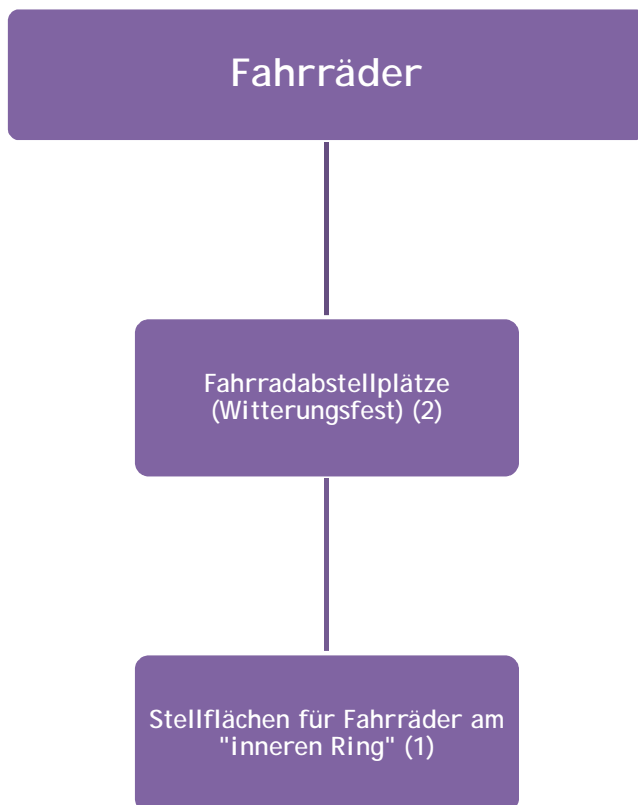 Fahrräder
Fahrradabstellplätze
(Witterungsfest) (2)
Stellflächen für Fahrräder am
"inneren Ring" (1)